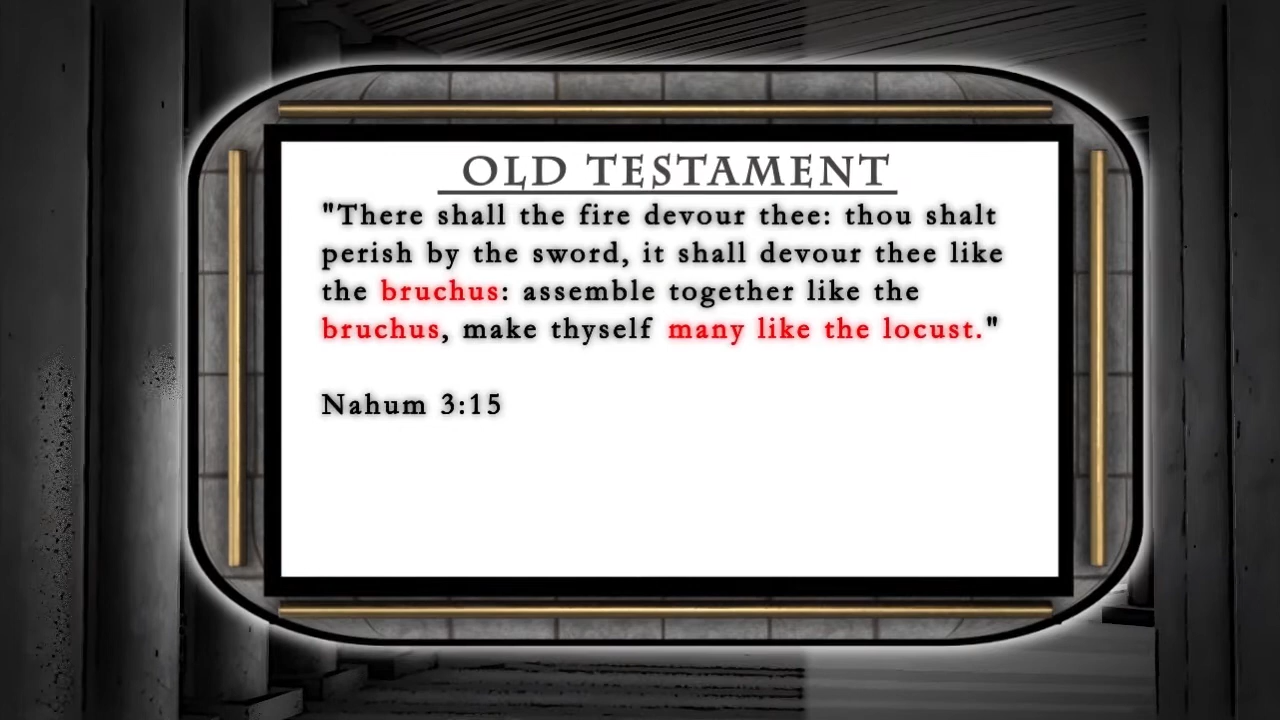 OLD TESTAMENT
"There shall the fire devour thee: thou shalt
perish by the sword, it shall devour thee like
the bruchus: assemble together like the
bruchus, make thyself many like the locust."
Nahum 3:15